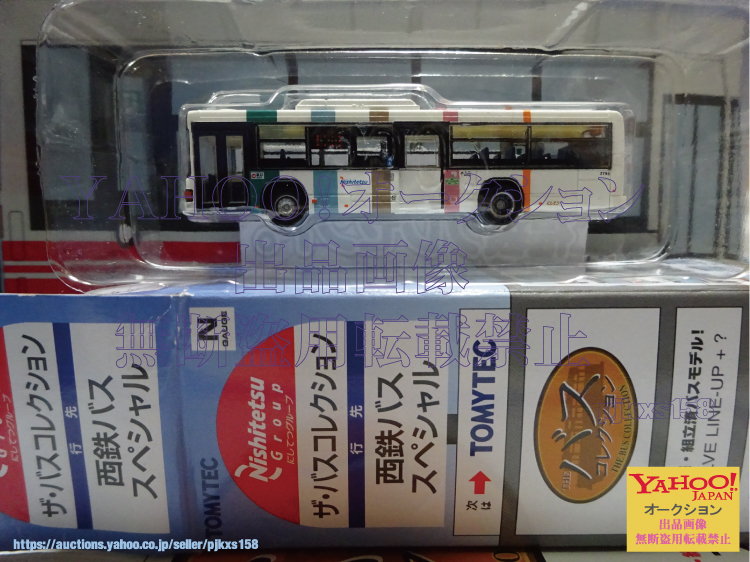 Nishitetsu
YAHOO!オークション
出品画像
無断盗用転載禁止
pjkxs158
N
GAUGE
ザ・バスコレクション
行先
西鉄バス
スペシャル
TOMYTEC
Nishitetsu
Group
にしてつグループ
ザ・バスコレクション
行先
西鉄バス
スペシャル
次は
TOMYTEC
THE
バス
コレクション
THE BUS COLLECTION
・組立済バスモデル!
LINE-UP + ?
YAHOO!
JAPAN
オークション
出品画像
無断盗用転載禁止
https://auctions.yahoo.co.jp/seller/pjkxs158